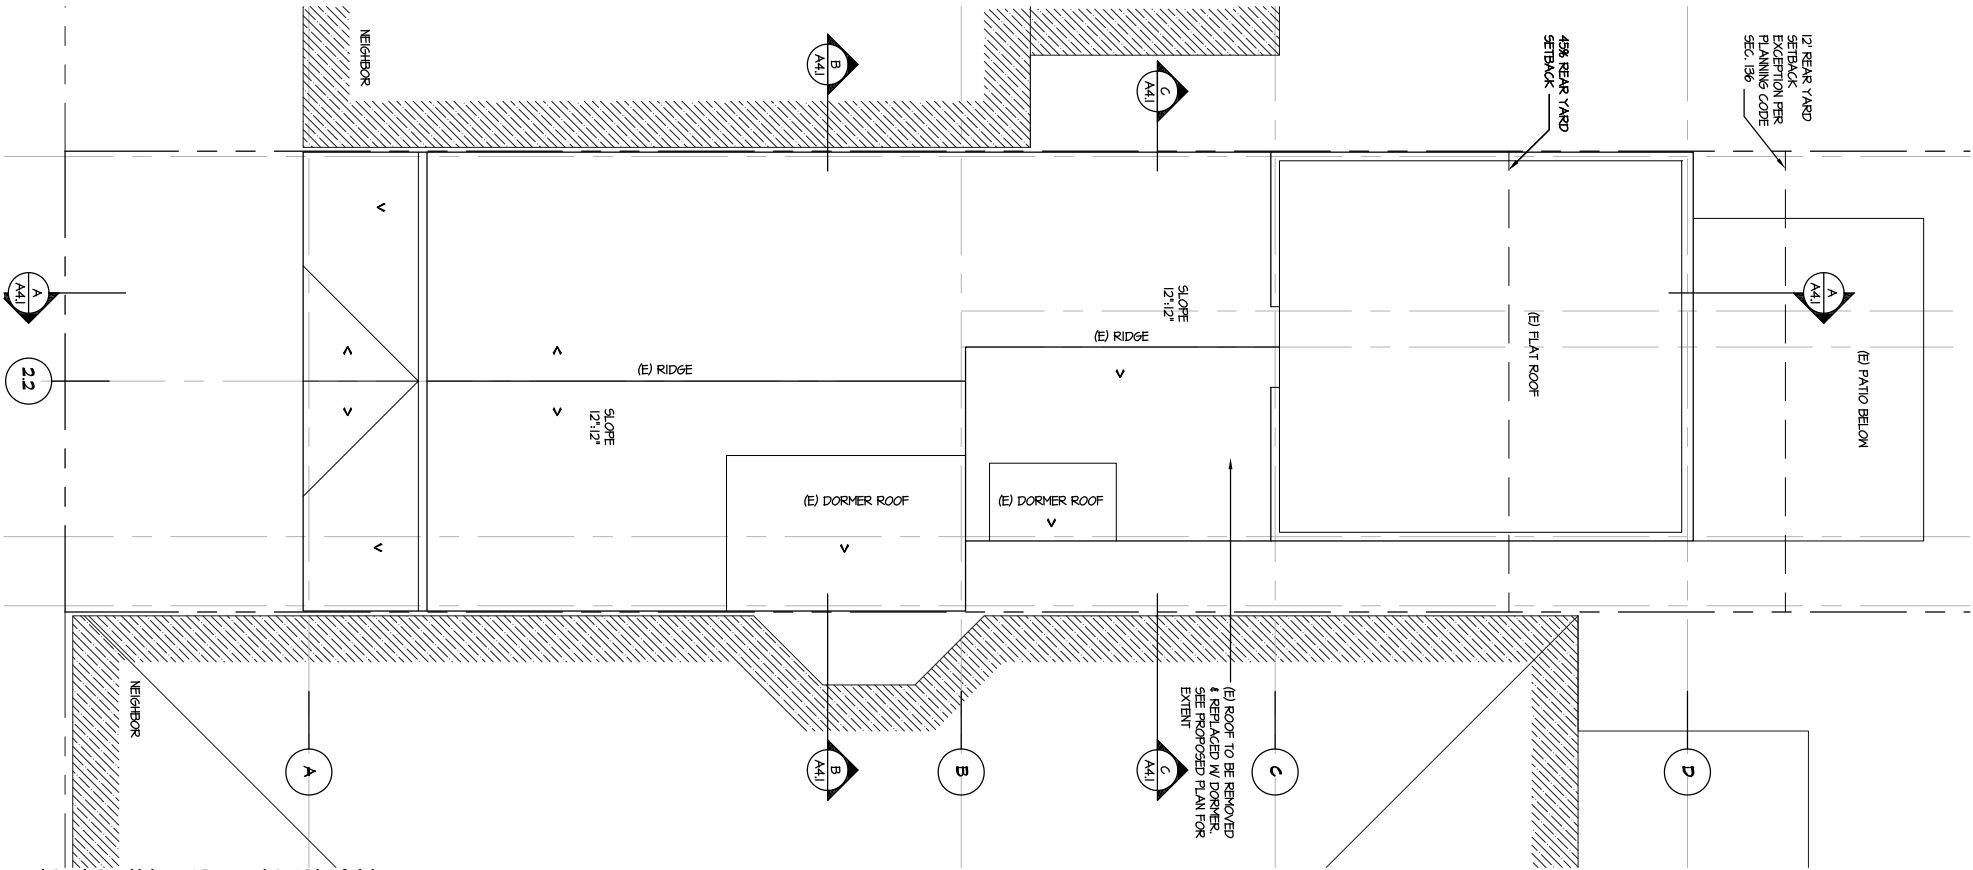 NEIGHBOR
B
A4.1
C
A4.1
45% REAR YARD
SETBACK
12' REAR YARD
SETBACK
EXCEPTION PER
PLANNING CODE
SEC. 136
A
A4.1
2.2
(E) RIDGE
SLOPE
12":12"
(E) DORMER ROOF
(E) RIDGE
SLOPE
12":12"
(E) DORMER ROOF
(E) FLAT ROOF
A
A4.1
(E) PATIO BELOW
NEIGHBOR
(E) ROOF TO BE REMOVED
& REPLACED W/ DORMER.
SEE PROPOSED PLAN FOR
EXTENT
A
B
A4.1
B
C
A4.1
C
D